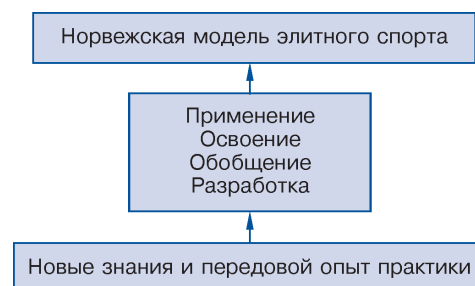 Норвежская модель элитного спорта
Применение
Освоение
Обобщение
Разработка
Новые знания и передовой опыт практики